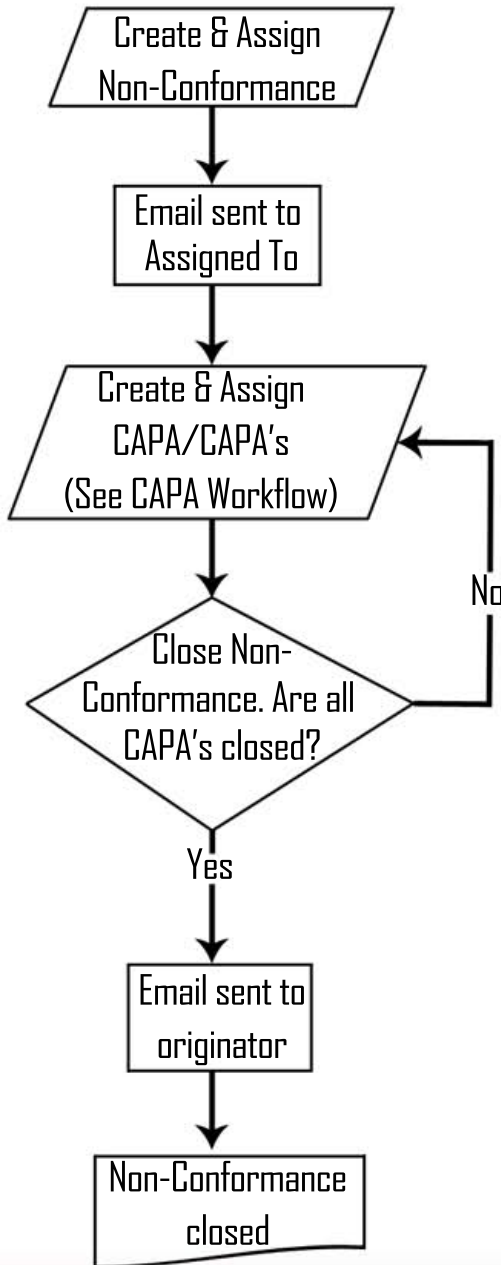 Create & Assign
Non-Conformance
Email sent to
Assigned To
Create & Assign
CAPA/CAPA's
(See CAPA Workflow)
No
Close Non-
Conformance. Are all
CAPA's closed?
Yes
Email sent to
originator
Non-Conformance
closed